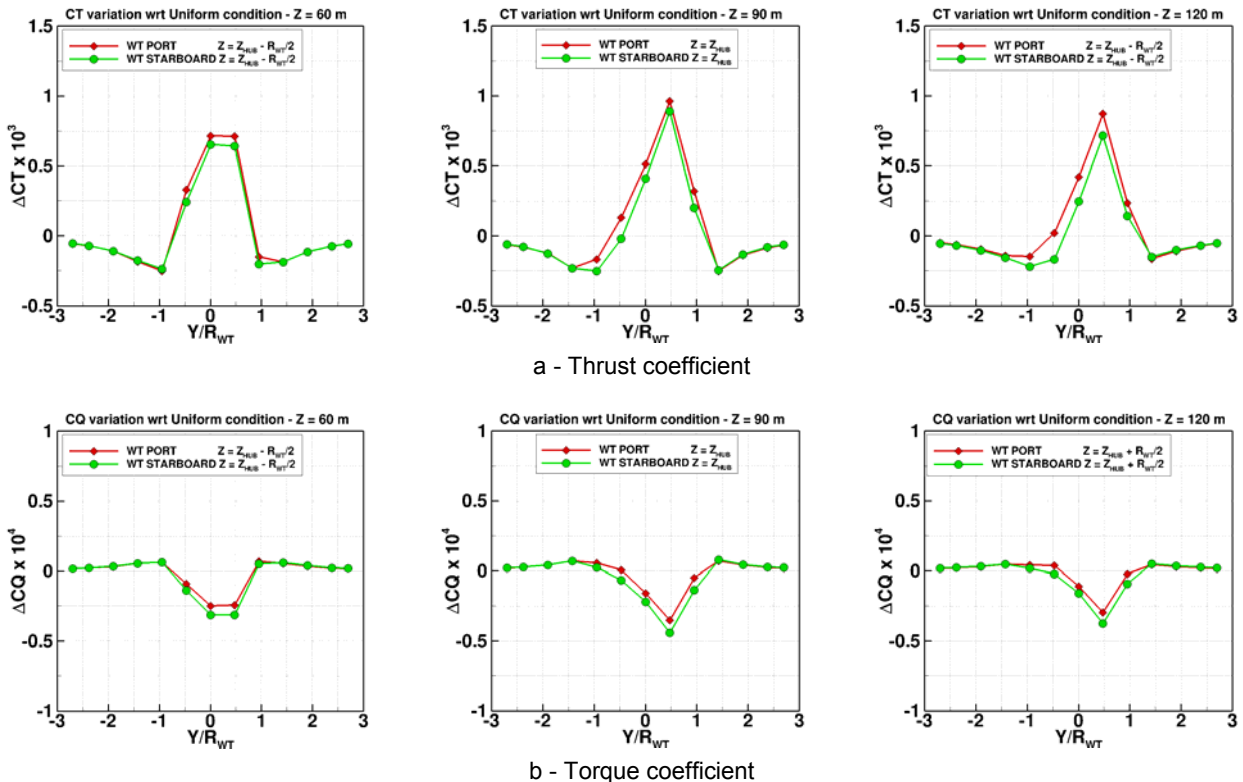 CT variation wrt Uniform condition - Z = 60 m
WT PORT Z = Z_HUB - R_WT/2
WT STARBOARD Z = Z_HUB - R_WT/2
1.5
1
0.5
0
-0.5
ΔCT x 10³
-3 -2 -1 0 1 2 3
Y/R_WT
CT variation wrt Uniform condition - Z = 90 m
WT PORT Z = Z_HUB
WT STARBOARD Z = Z_HUB
1.5
1
0.5
0
-0.5
ΔCT x 10³
-3 -2 -1 0 1 2 3
Y/R_WT
CT variation wrt Uniform condition - Z = 120 m
WT PORT Z = Z_HUB - R_WT/2
WT STARBOARD Z = Z_HUB - R_WT/2
1.5
1
0.5
0
-0.5
ΔCT x 10³
-3 -2 -1 0 1 2 3
Y/R_WT
a - Thrust coefficient
CQ variation wrt Uniform condition - Z = 60 m
WT PORT Z = Z_HUB - R_WT/2
WT STARBOARD Z = Z_HUB - R_WT/2
1
0.5
0
-0.5
-1
ΔCQ x 10⁴
-3 -2 -1 0 1 2 3
Y/R_WT
CQ variation wrt Uniform condition - Z = 90 m
WT PORT Z = Z_HUB
WT STARBOARD Z = Z_HUB
1
0.5
0
-0.5
-1
ΔCQ x 10⁴
-3 -2 -1 0 1 2 3
Y/R_WT
CQ variation wrt Uniform condition - Z = 120 m
WT PORT Z = Z_HUB + R_WT/2
WT STARBOARD Z = Z_HUB + R_WT/2
1
0.5
0
-0.5
-1
ΔCQ x 10⁴
-3 -2 -1 0 1 2 3
Y/R_WT
b - Torque coefficient